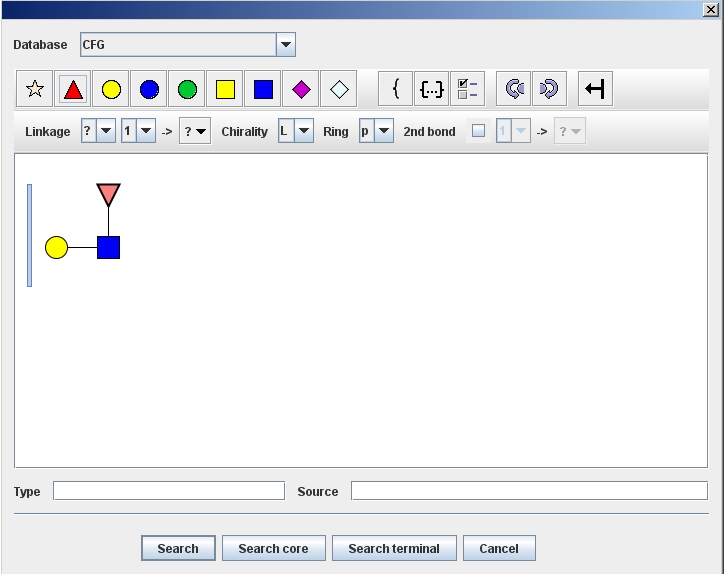 Database CFG
{ {...}
Linkage ? 1 -> ? Chirality L Ring p 2nd bond 1 -> ?
Type Source
Search Search core Search terminal Cancel